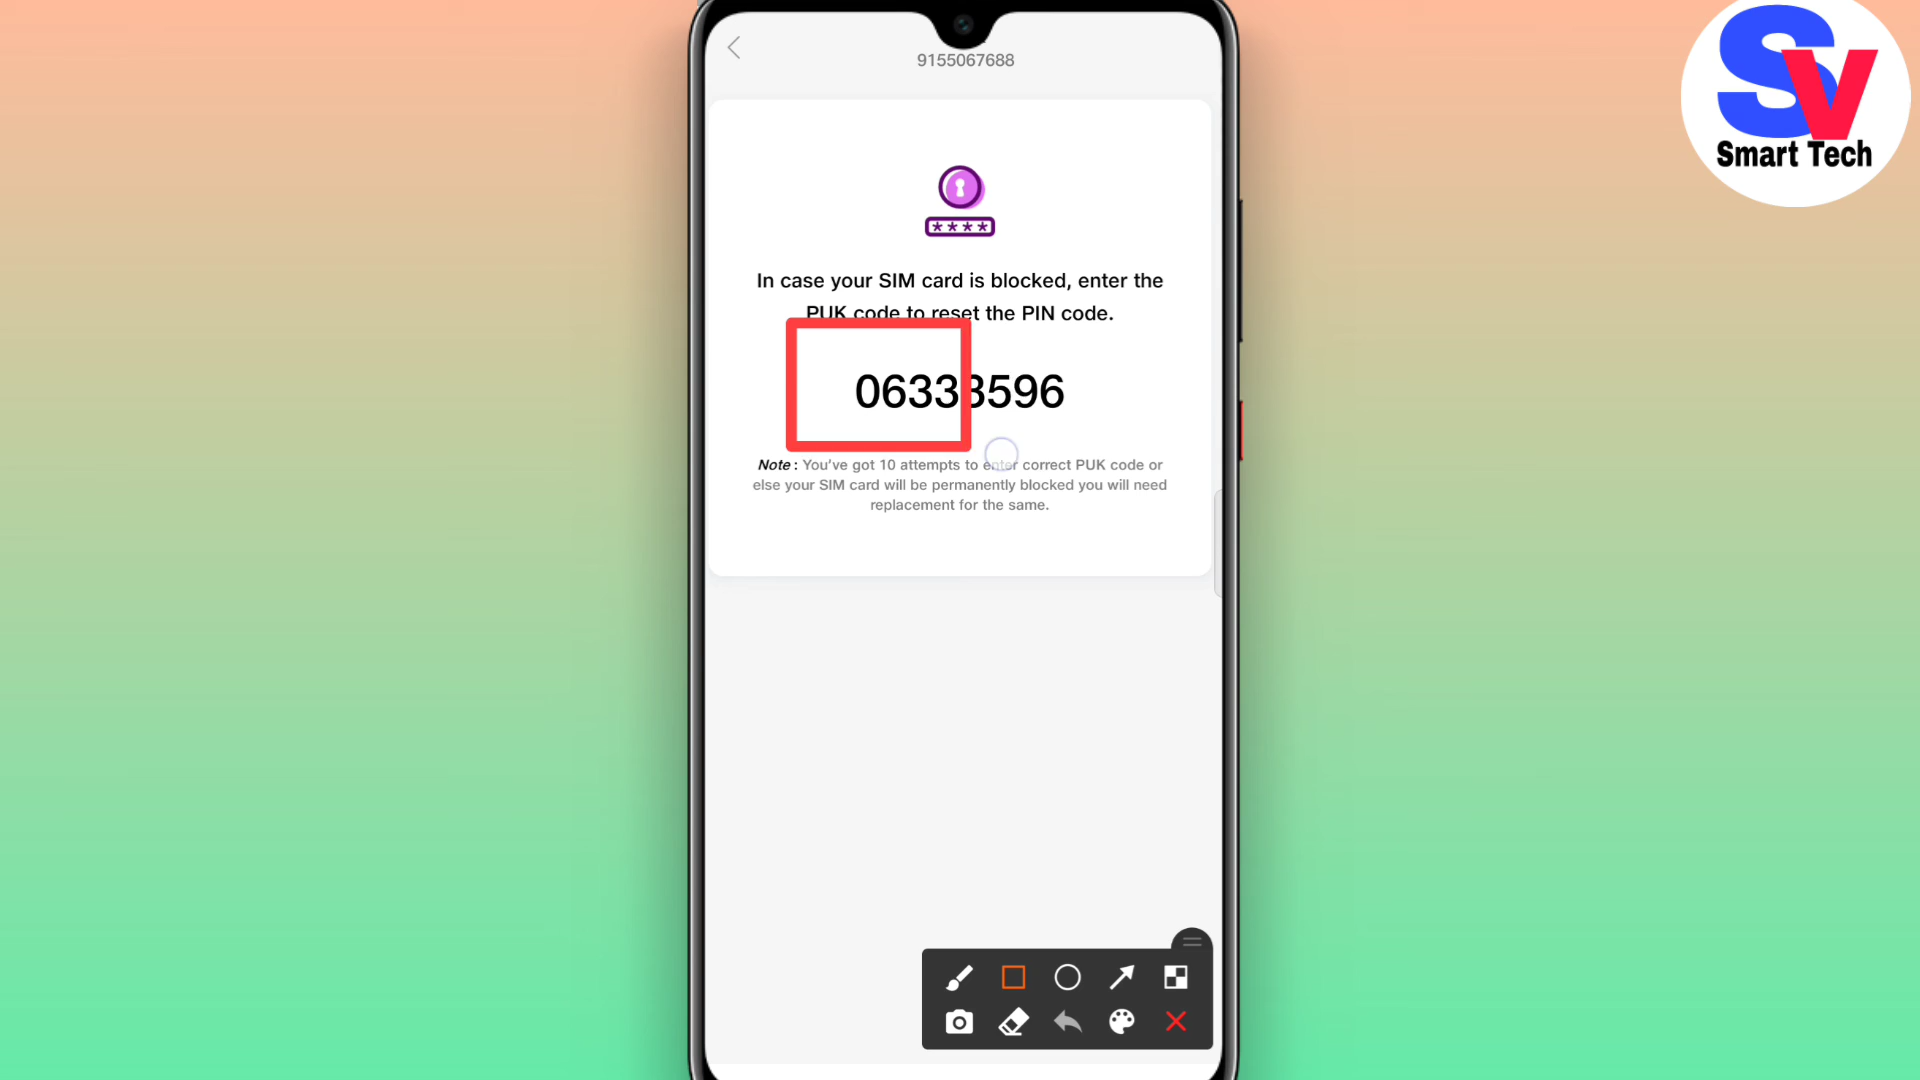 9155067688
SV
Smart Tech
****
In case your SIM card is blocked, enter the
PUK code to reset the PIN code.
06333596
Note : You've got 10 attempts to enter correct PUK code or
else your SIM card will be permanently blocked you will need
replacement for the same.